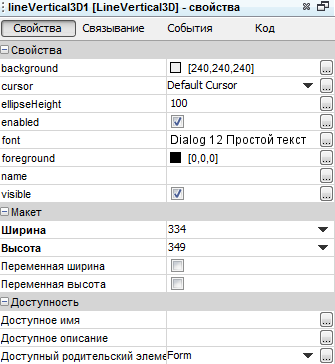 lineVertical3D1 [LineVertical3D] - свойства
Свойства Связывание События Код
Свойства
background [240,240,240] ...
cursor Default Cursor ...
ellipseHeight 100 ...
enabled ...
font Dialog 12 Простой текст ...
foreground [0,0,0] ...
name ...
visible ...
Макет
Ширина 334
Высота 349
Переменная ширина
Переменная высота
Доступность
Доступное имя ...
Доступное описание ...
Доступный родительский элеме Form ...